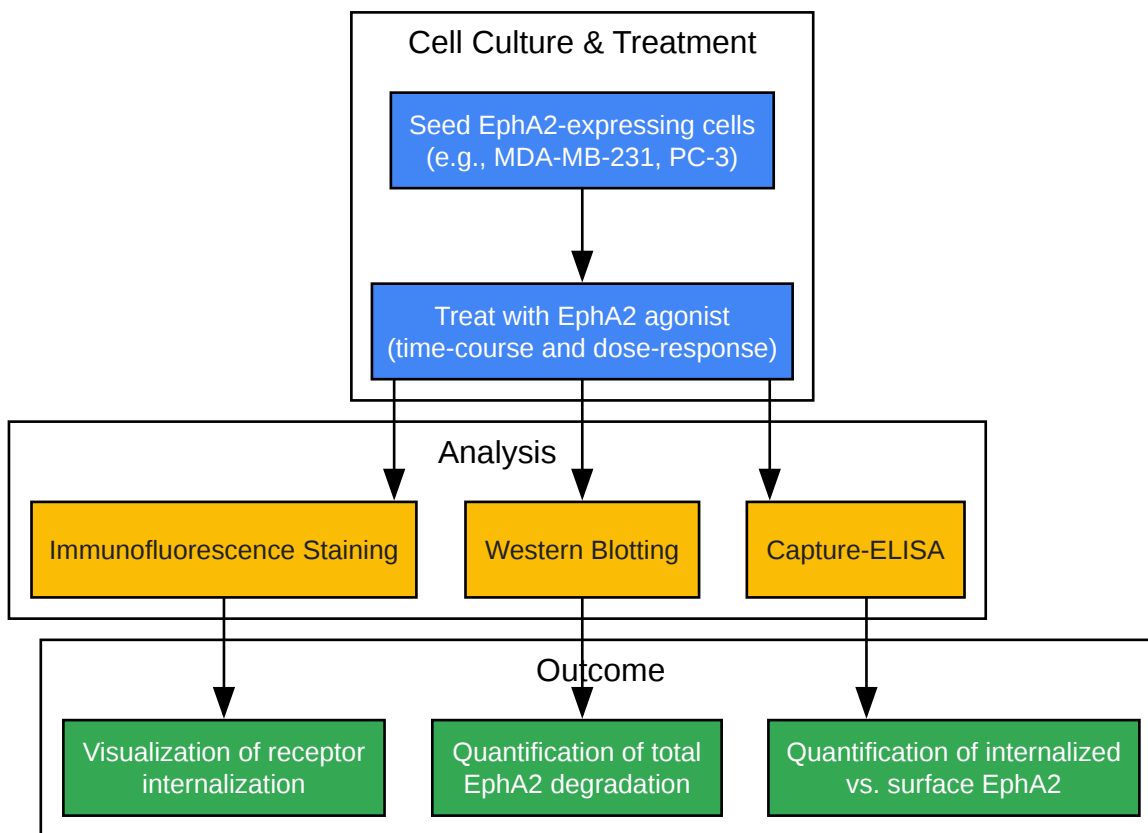 Cell Culture & Treatment
Seed EphA2-expressing cells
(e.g., MDA-MB-231, PC-3)
Treat with EphA2 agonist
(time-course and dose-response)
Analysis
Immunofluorescence Staining
Western Blotting
Capture-ELISA
Outcome
Visualization of receptor
internalization
Quantification of total
EphA2 degradation
Quantification of internalized
vs. surface EphA2